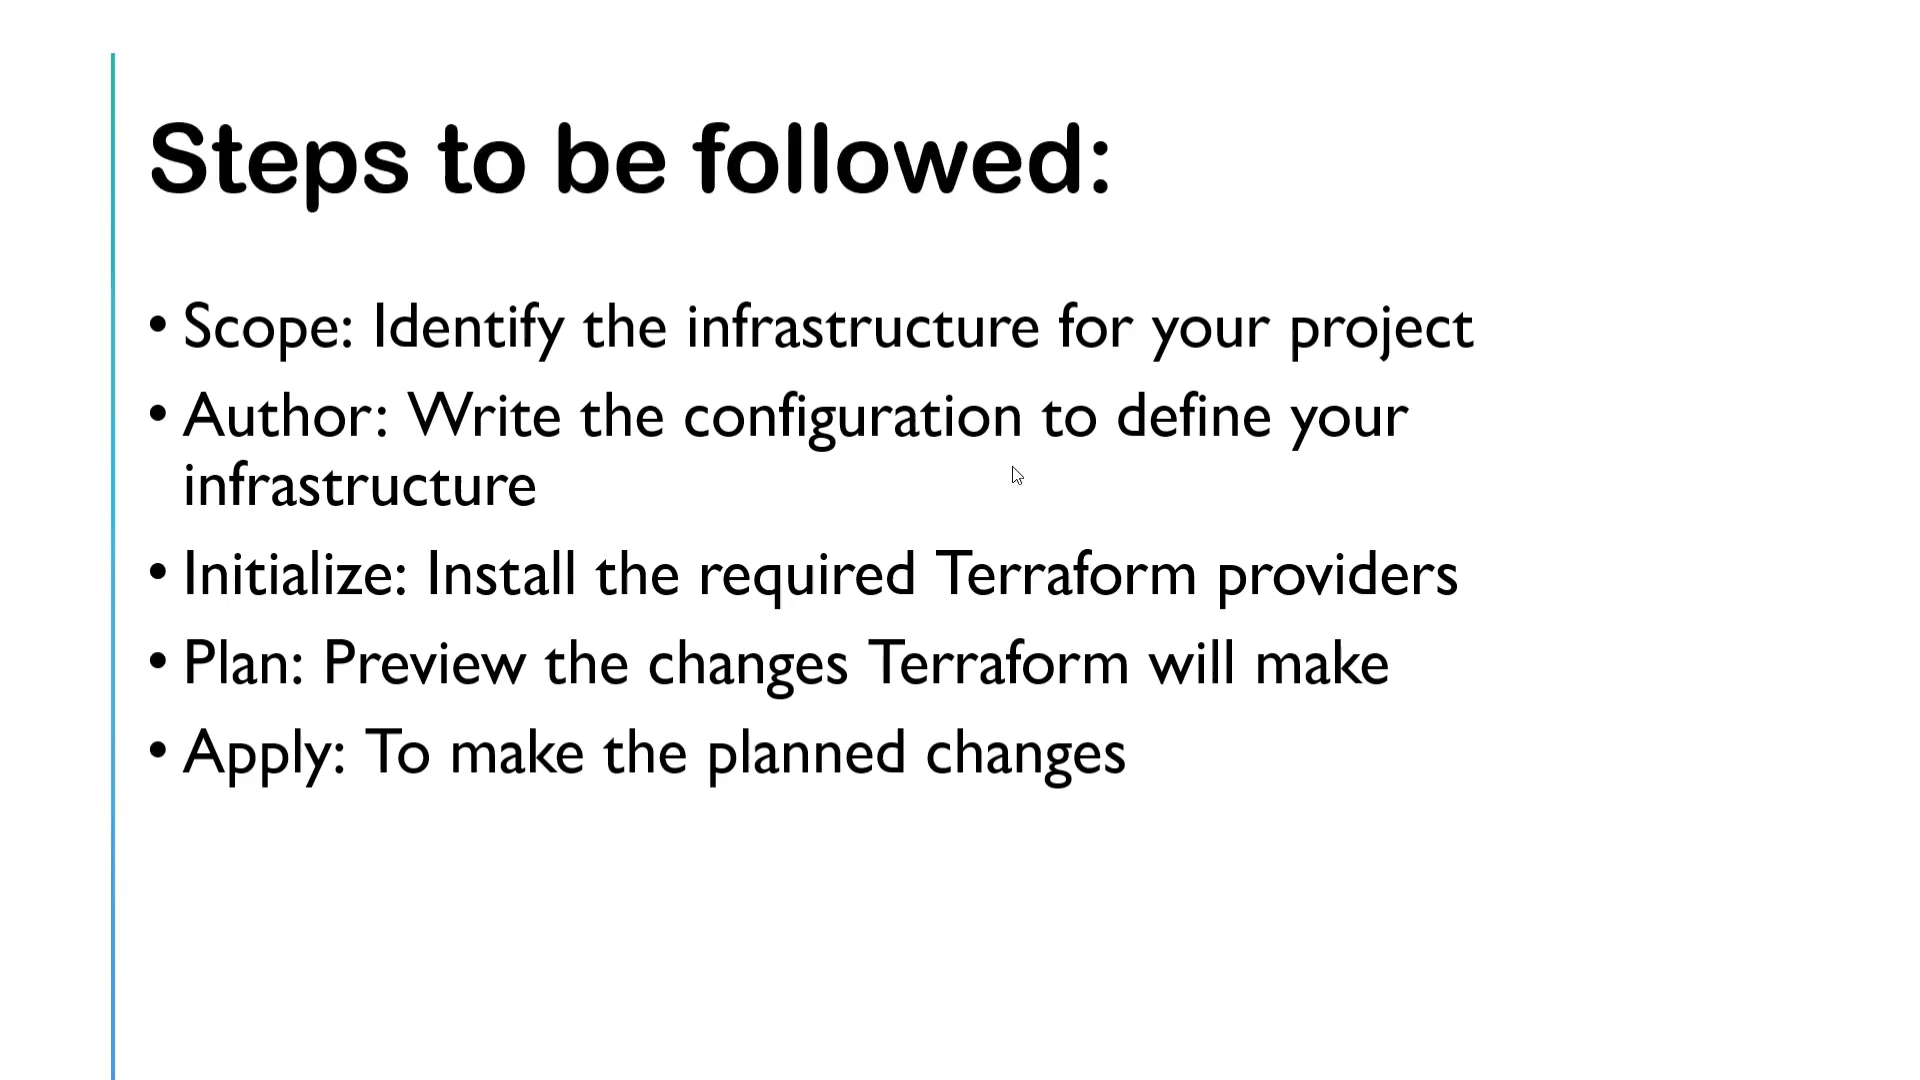 Steps to be followed:
• Scope: Identify the infrastructure for your project
• Author: Write the configuration to define your
infrastructure
• Initialize: Install the required Terraform providers
• Plan: Preview the changes Terraform will make
• Apply: To make the planned changes